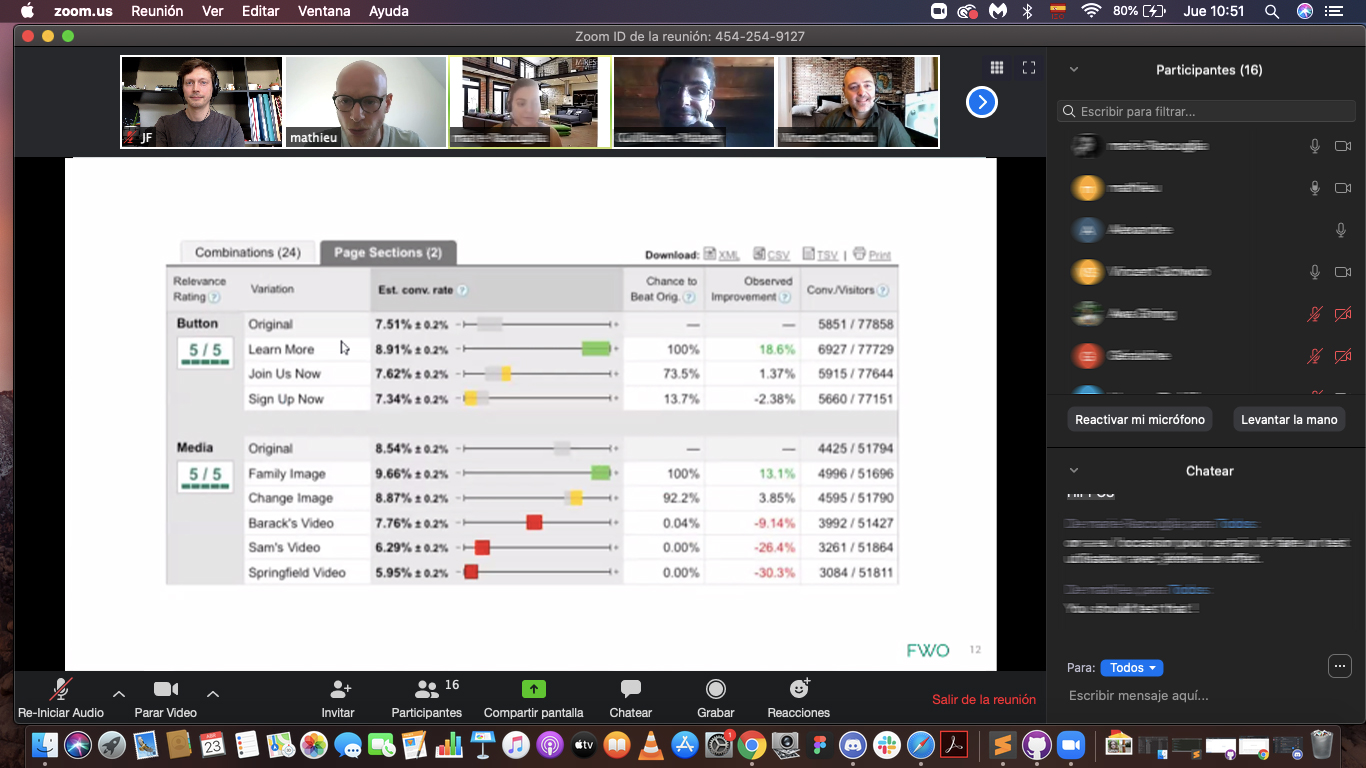 zoom.us Reunión Ver Editar Ventana Ayuda 80% Jue 10:51
Zoom ID de la reunión: 454-254-9127
JF
mathieu
Participantes (16)
Escribir para filtrar...
Reactivar mi micrófono Levantar la mano
Chatear
Para: Todos
Escribir mensaje aquí...
Combinations (24) Page Sections (2) Download: XML CSV TSV | Print
Relevance Rating ? Variation Est. conv. rate ? Chance to Beat Orig. ? Observed Improvement ? Conv./Visitors ?
Button Original 7.51% ± 0.2% — — 5851 / 77858
5 / 5 Learn More 8.91% ± 0.2% 100% 18.6% 6927 / 77729
Join Us Now 7.62% ± 0.2% 73.5% 1.37% 5915 / 77644
Sign Up Now 7.34% ± 0.2% 13.7% -2.38% 5660 / 77151
Media Original 8.54% ± 0.2% — — 4425 / 51794
5 / 5 Family Image 9.66% ± 0.2% 100% 13.1% 4996 / 51696
Change Image 8.87% ± 0.2% 92.2% 3.85% 4595 / 51790
Barack's Video 7.76% ± 0.2% 0.04% -9.14% 3992 / 51427
Sam's Video 6.29% ± 0.2% 0.00% -26.4% 3261 / 51864
Springfield Video 5.95% ± 0.2% 0.00% -30.3% 3084 / 51811
FWO 12
Re-Iniciar Audio Parar Video Invitar Participantes 16 Compartir pantalla Chatear Grabar Reacciones Salir de la reunión
23
tv
1